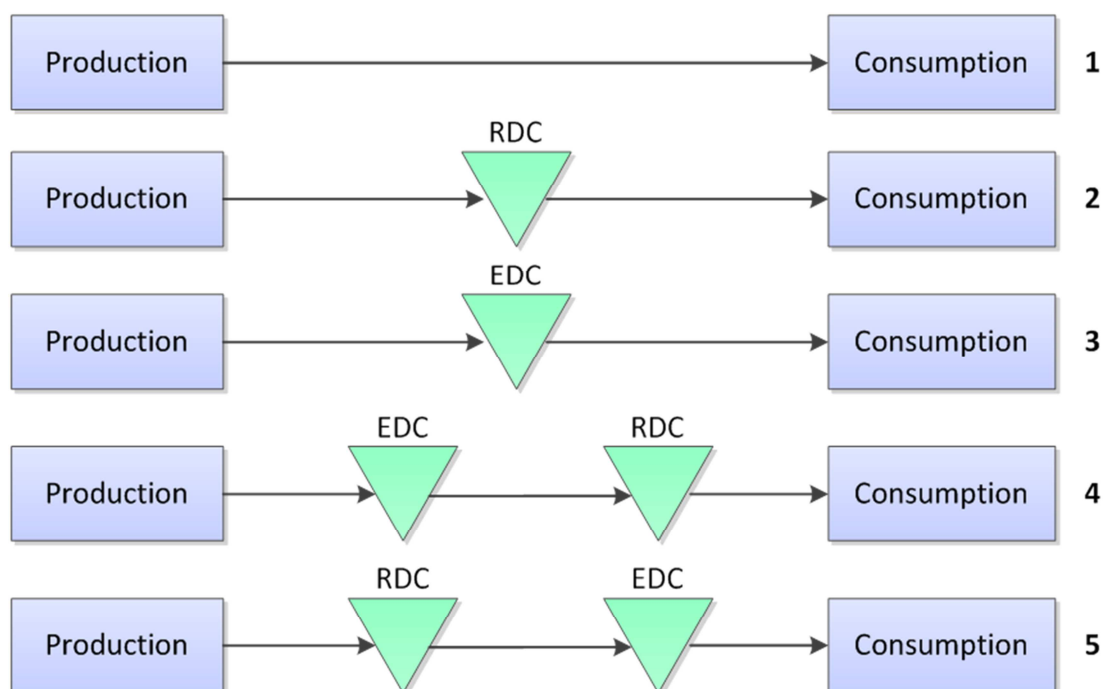 Production Consumption 1
RDC
Production Consumption 2
EDC
Production Consumption 3
EDC RDC
Production Consumption 4
RDC EDC
Production Consumption 5